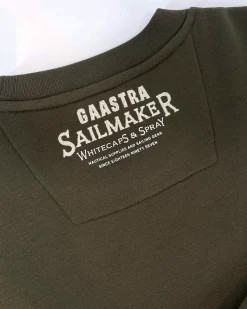 GAASTRA
SAILMAKER
WHITECAPS & SPRAY
NAUTICAL SUPPLIES AND SAILING GEAR
SINCE EIGHTEEN NINETY SEVEN